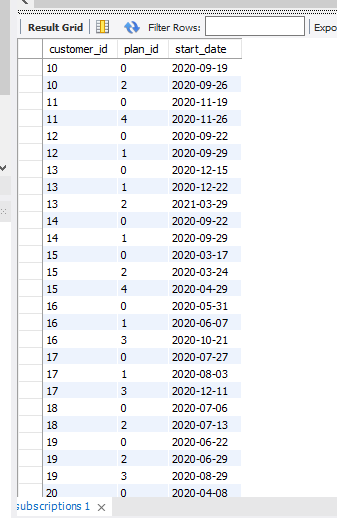 Result Grid Filter Rows: Expo
customer_id plan_id start_date
10 0 2020-09-19
10 2 2020-09-26
11 0 2020-11-19
11 4 2020-11-26
12 0 2020-09-22
12 1 2020-09-29
13 0 2020-12-15
13 1 2020-12-22
13 2 2021-03-29
14 0 2020-09-22
14 1 2020-09-29
15 0 2020-03-17
15 2 2020-03-24
15 4 2020-04-29
16 0 2020-05-31
16 1 2020-06-07
16 3 2020-10-21
17 0 2020-07-27
17 1 2020-08-03
17 3 2020-12-11
18 0 2020-07-06
18 2 2020-07-13
19 0 2020-06-22
19 2 2020-06-29
19 3 2020-08-29
20 0 2020-04-08
subscriptions 1